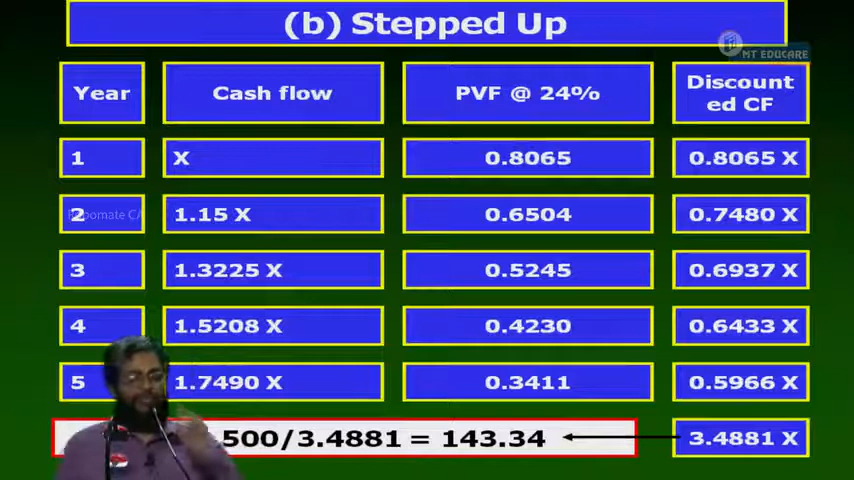 (b) Stepped Up
MT EDUCARE
Year Cash flow PVF @ 24% Discount
ed CF
1 X 0.8065 0.8065 X
2 1.15 X 0.6504 0.7480 X
3 1.3225 X 0.5245 0.6937 X
4 1.5208 X 0.4230 0.6433 X
5 1.7490 X 0.3411 0.5966 X
500/3.4881 = 143.34 3.4881 X